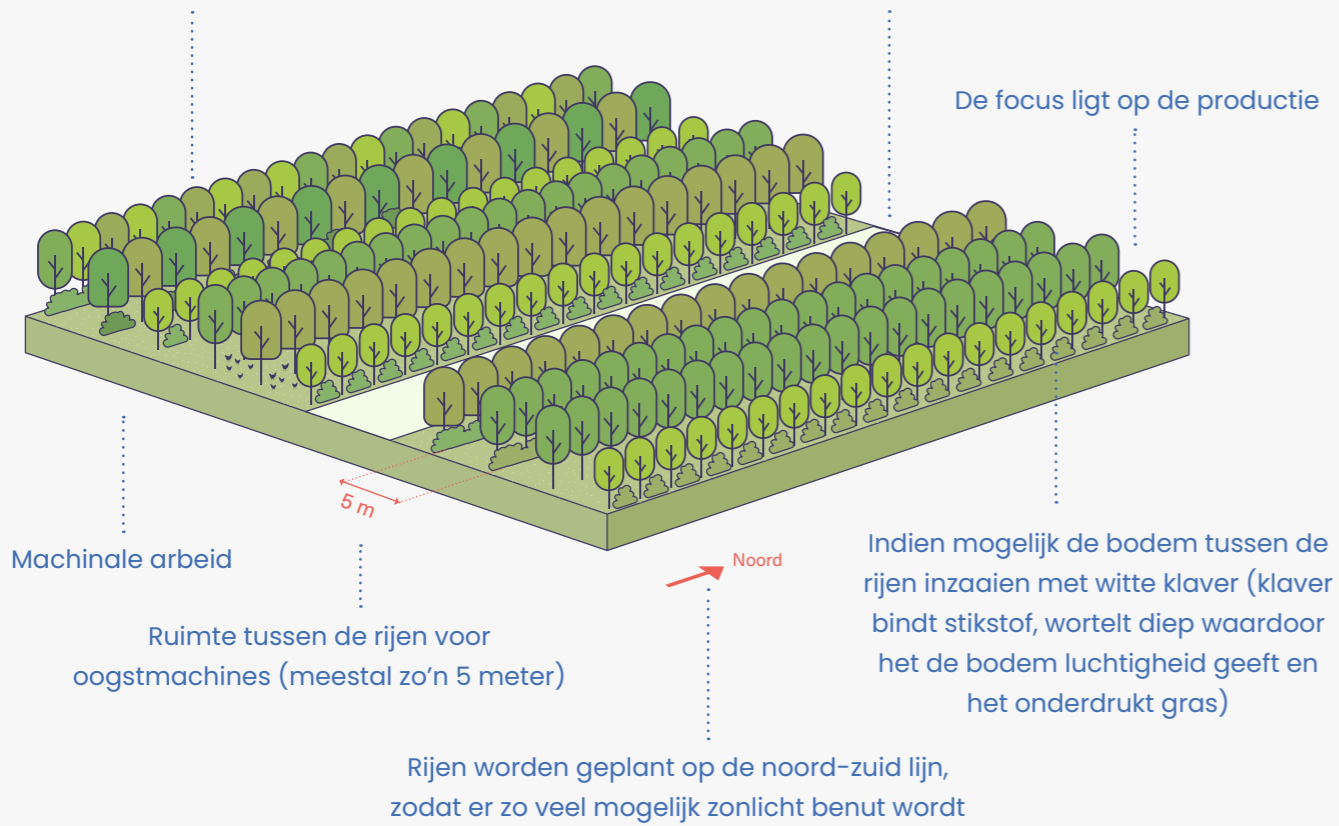 De focus ligt op de productie
5 m
Machinale arbeid
Noord
Ruimte tussen de rijen voor
oogstmachines (meestal zo’n 5 meter)
Indien mogelijk de bodem tussen de
rijen inzaaien met witte klaver (klaver
bindt stikstof, wortelt diep waardoor
het de bodem luchtigheid geeft en
het onderdrukt gras)
Rijen worden geplant op de noord-zuid lijn,
zodat er zo veel mogelijk zonlicht benut wordt